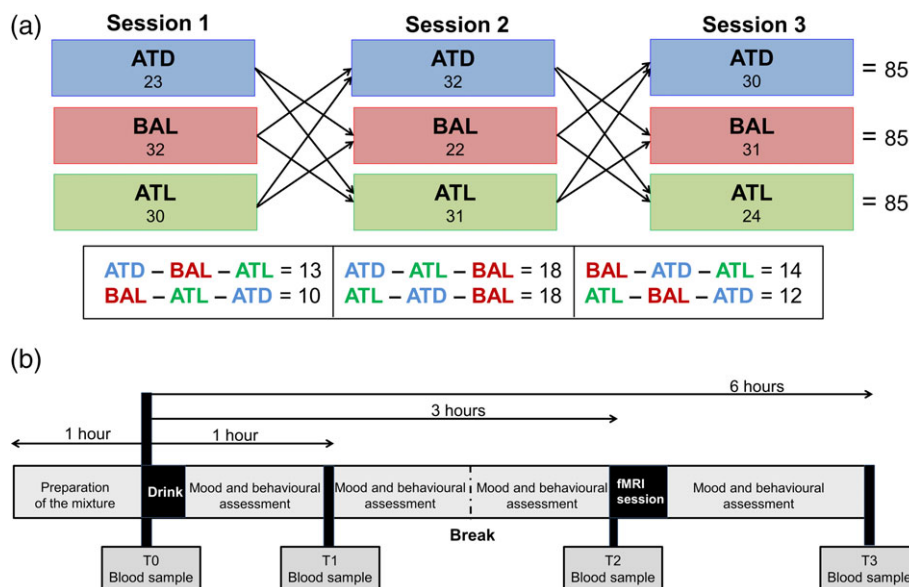 (a)
Session 1 Session 2 Session 3
ATD ATD ATD
23 32 30 = 85
BAL BAL BAL
32 22 31 = 85
ATL ATL ATL
30 31 24 = 85
ATD – BAL – ATL = 13 ATD – ATL – BAL = 18 BAL – ATD – ATL = 14
BAL – ATL – ATD = 10 ATL – ATD – BAL = 18 ATL – BAL – ATD = 12
(b)
6 hours
3 hours
1 hour 1 hour
Preparation
of the mixture
Drink
Mood and behavioural
assessment
Mood and behavioural
assessment
Mood and behavioural
assessment
fMRI
session
Mood and behavioural
assessment
Break
T0
Blood sample
T1
Blood sample
T2
Blood sample
T3
Blood sample